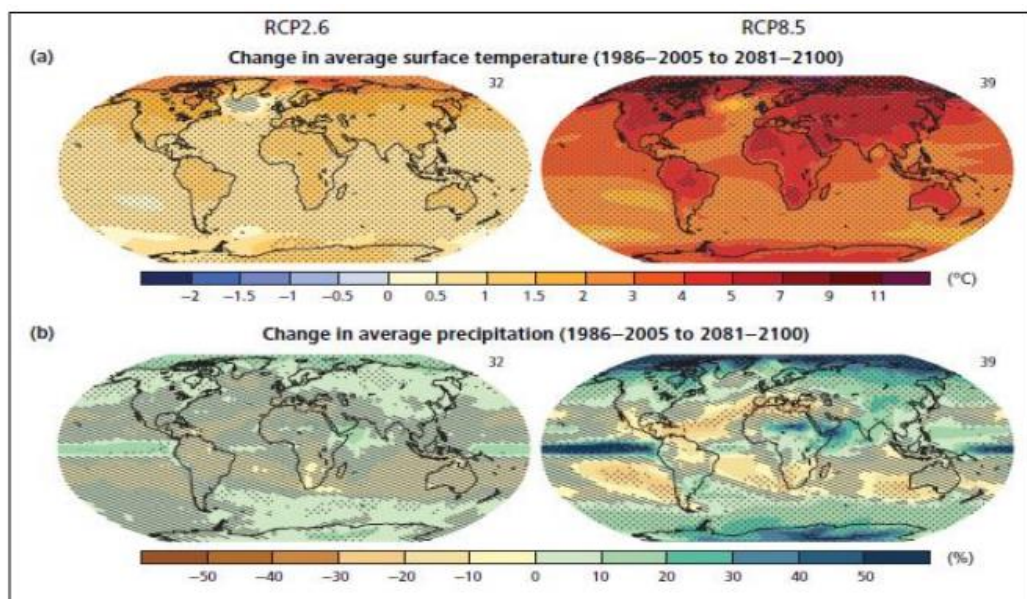 RCP2.6 RCP8.5
(a) Change in average surface temperature (1986−2005 to 2081−2100)
32 39
−2 −1.5 −1 −0.5 0 0.5 1 1.5 2 3 4 5 7 9 11 (°C)
(b) Change in average precipitation (1986−2005 to 2081−2100)
32 39
−50 −40 −30 −20 −10 0 10 20 30 40 50 (%)